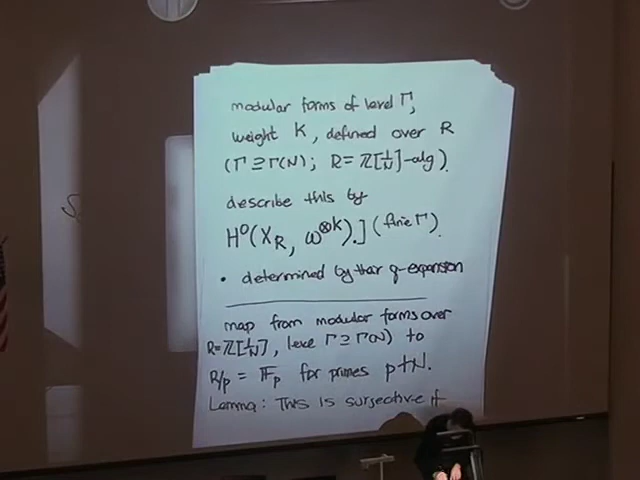 modular forms of level Γ,
weight K, defined over R
(Γ ⊇ Γ(N); R = ℤ[1/N]-alg).
describe this by
H⁰(X_R, ω^⊗k).] (fine Γ).
• determined by their q-expansion
map from modular forms over
R=ℤ[1/N], level Γ ⊇ Γ(N) to
R/p = 𝔽_p for primes p∤N.
Lemma: This is surjective if